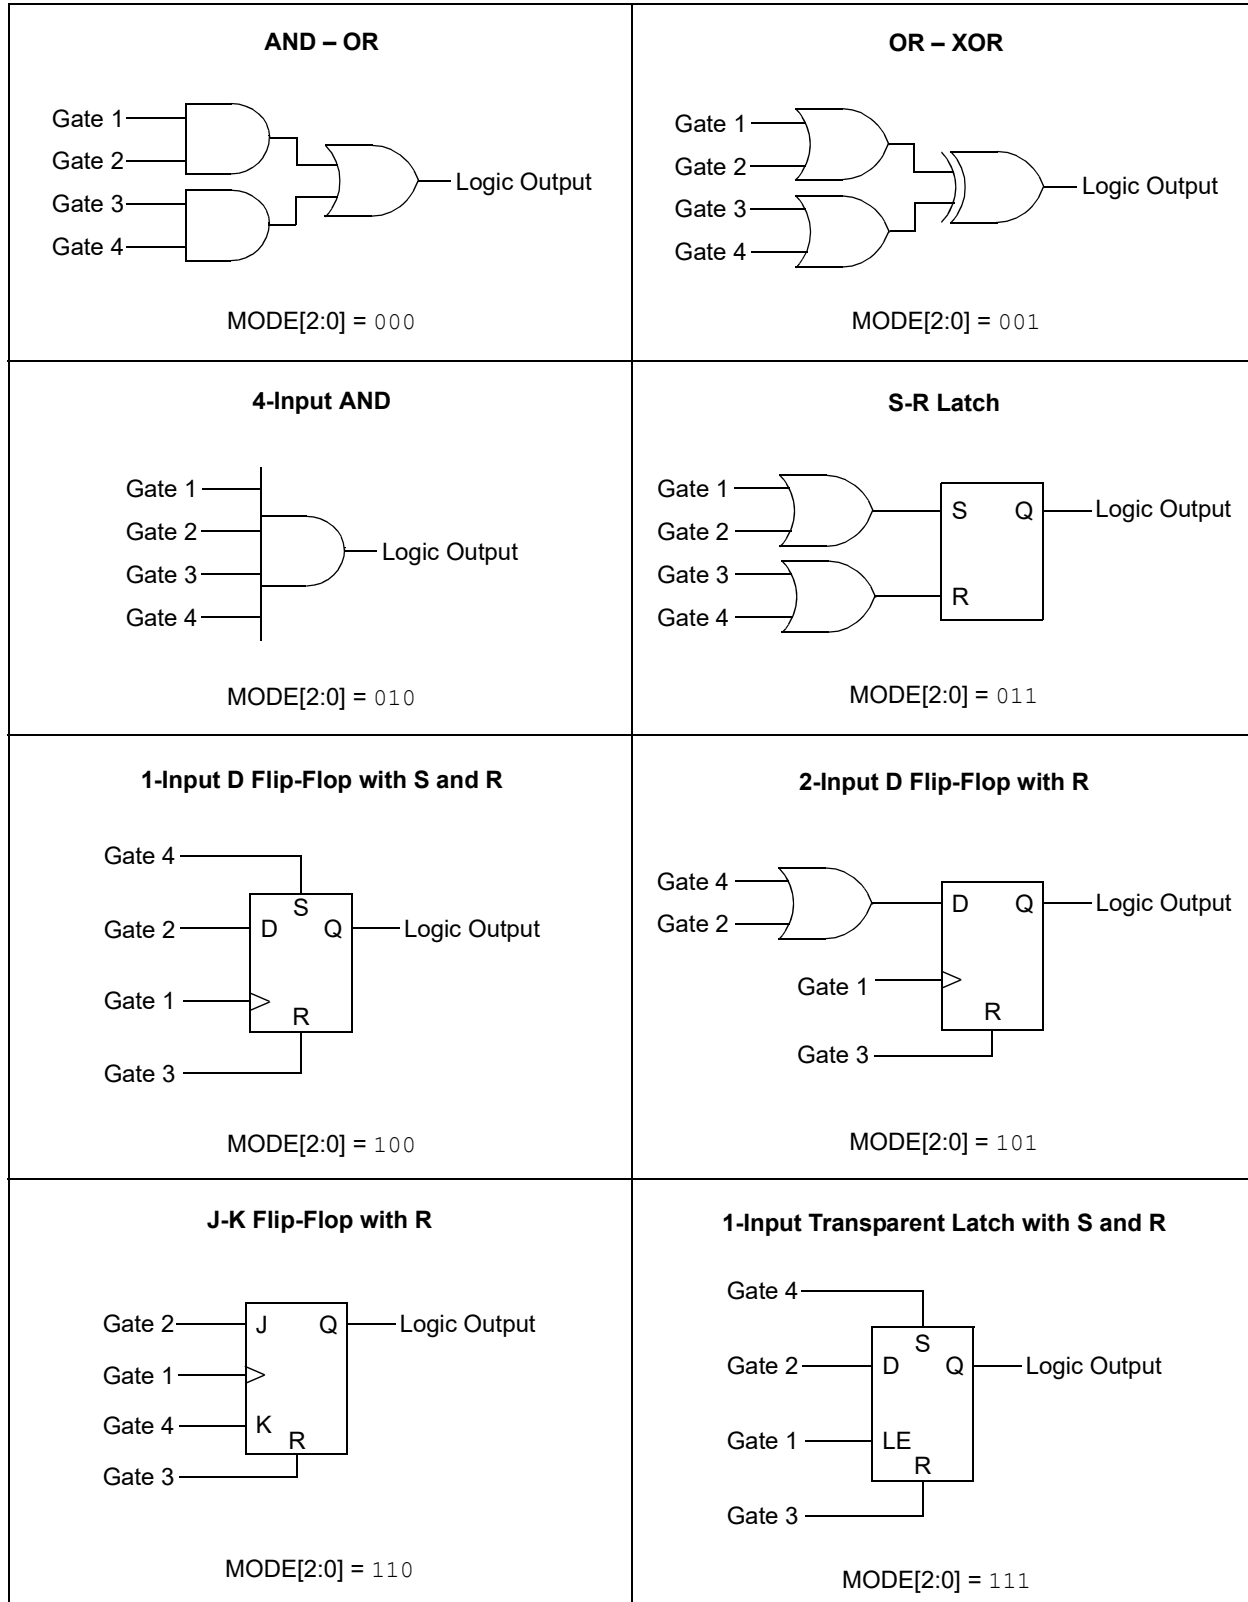 AND – OR
Gate 1
Gate 2
Gate 3
Gate 4
Logic Output
MODE[2:0] = 000
OR – XOR
Gate 1
Gate 2
Gate 3
Gate 4
Logic Output
MODE[2:0] = 001
4-Input AND
Gate 1
Gate 2
Gate 3
Gate 4
Logic Output
MODE[2:0] = 010
S-R Latch
Gate 1
Gate 2
Gate 3
Gate 4
S Q
R
Logic Output
MODE[2:0] = 011
1-Input D Flip-Flop with S and R
Gate 4
S
Gate 2
D Q
Logic Output
Gate 1
R
Gate 3
MODE[2:0] = 100
2-Input D Flip-Flop with R
Gate 4
Gate 2
D Q
Logic Output
Gate 1
R
Gate 3
MODE[2:0] = 101
J-K Flip-Flop with R
Gate 2
J Q
Logic Output
Gate 1
Gate 4
K
R
Gate 3
MODE[2:0] = 110
1-Input Transparent Latch with S and R
Gate 4
S
Gate 2
D Q
Logic Output
Gate 1
LE
R
Gate 3
MODE[2:0] = 111